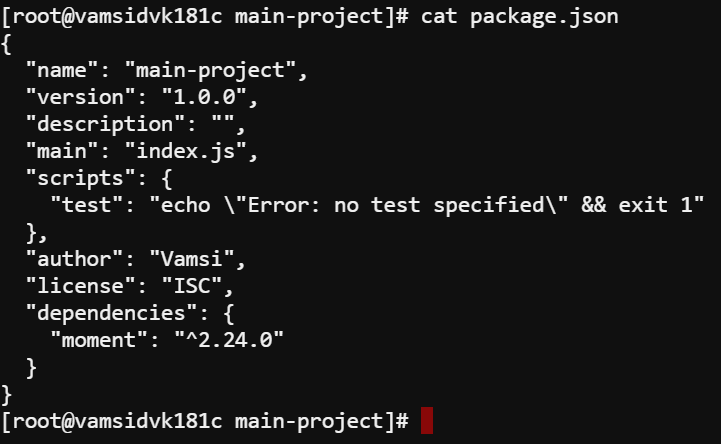 [root@vamsidvk181c main-project]# cat package.json
{
  "name": "main-project",
  "version": "1.0.0",
  "description": "",
  "main": "index.js",
  "scripts": {
    "test": "echo \"Error: no test specified\" && exit 1"
  },
  "author": "Vamsi",
  "license": "ISC",
  "dependencies": {
    "moment": "^2.24.0"
  }
}
[root@vamsidvk181c main-project]#